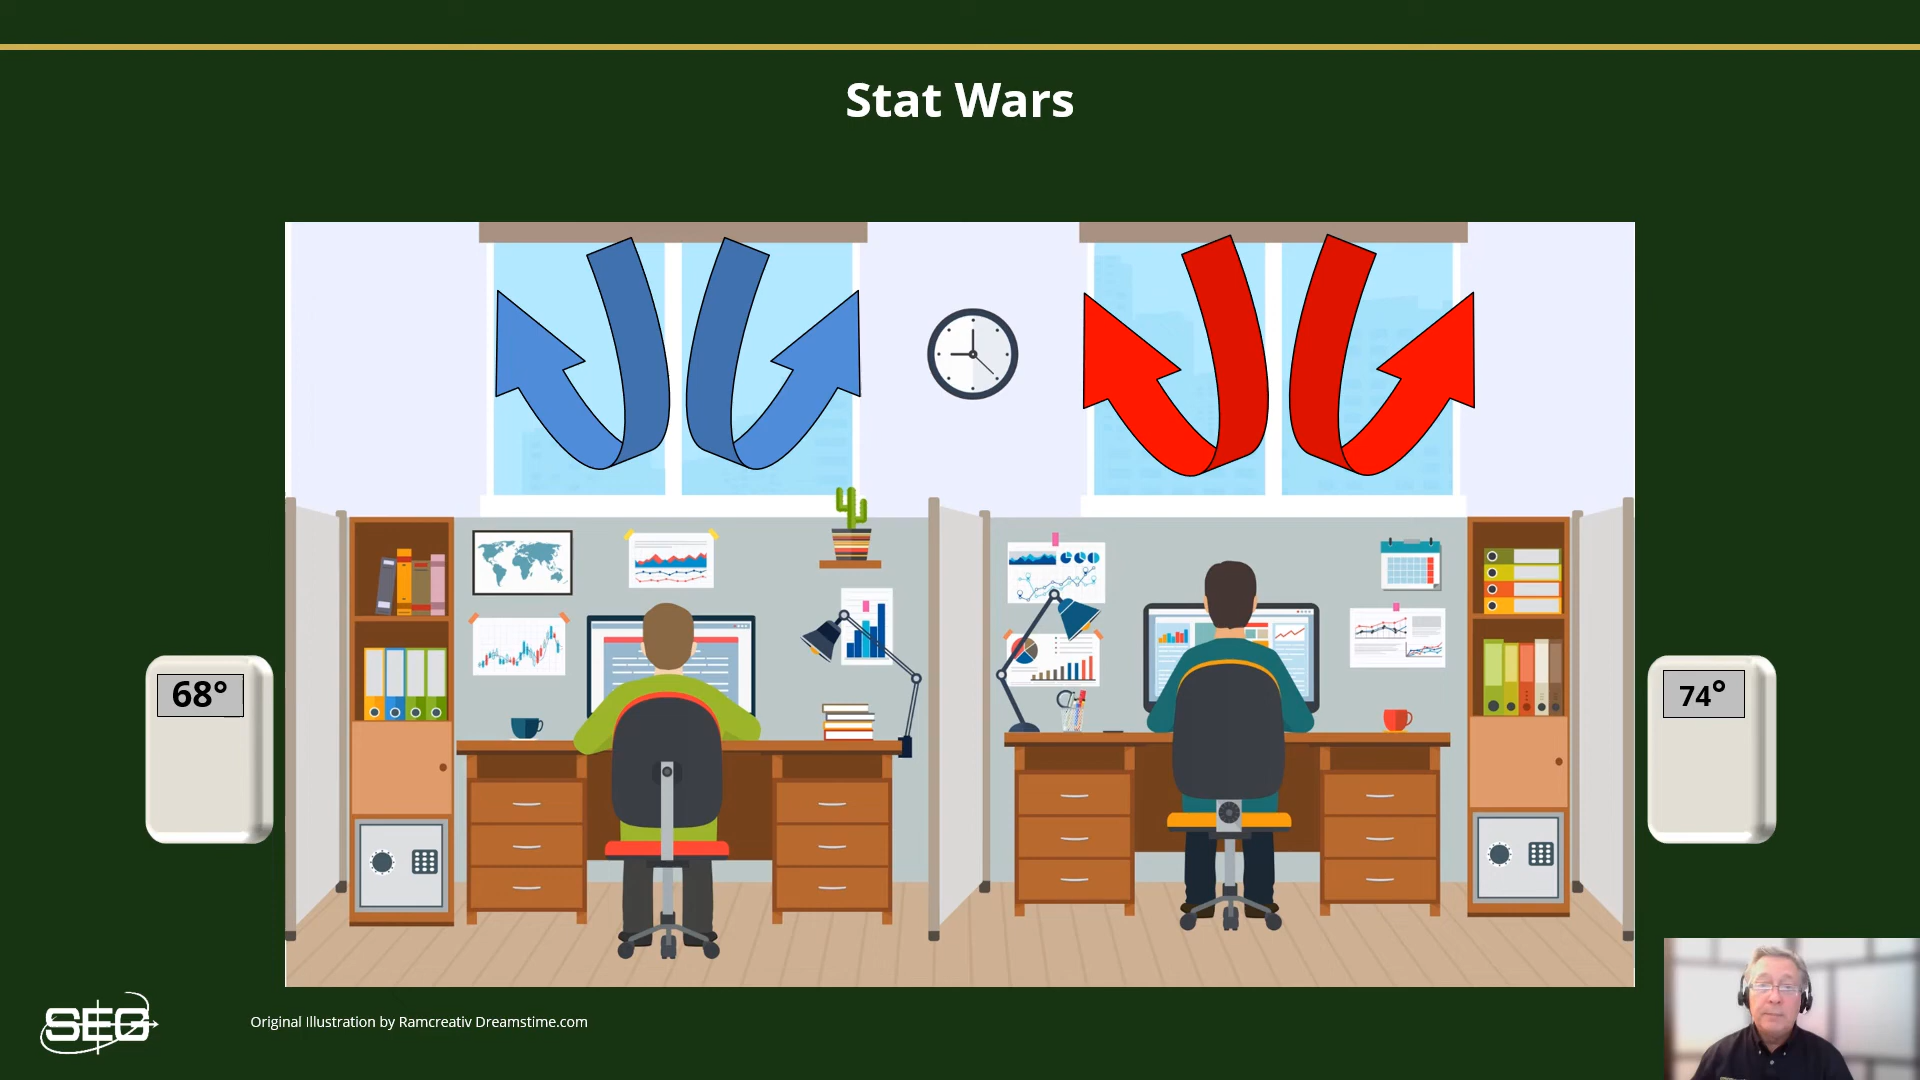 Stat Wars
68°
74°
SEG
Original Illustration by Ramcreativ Dreamstime.com